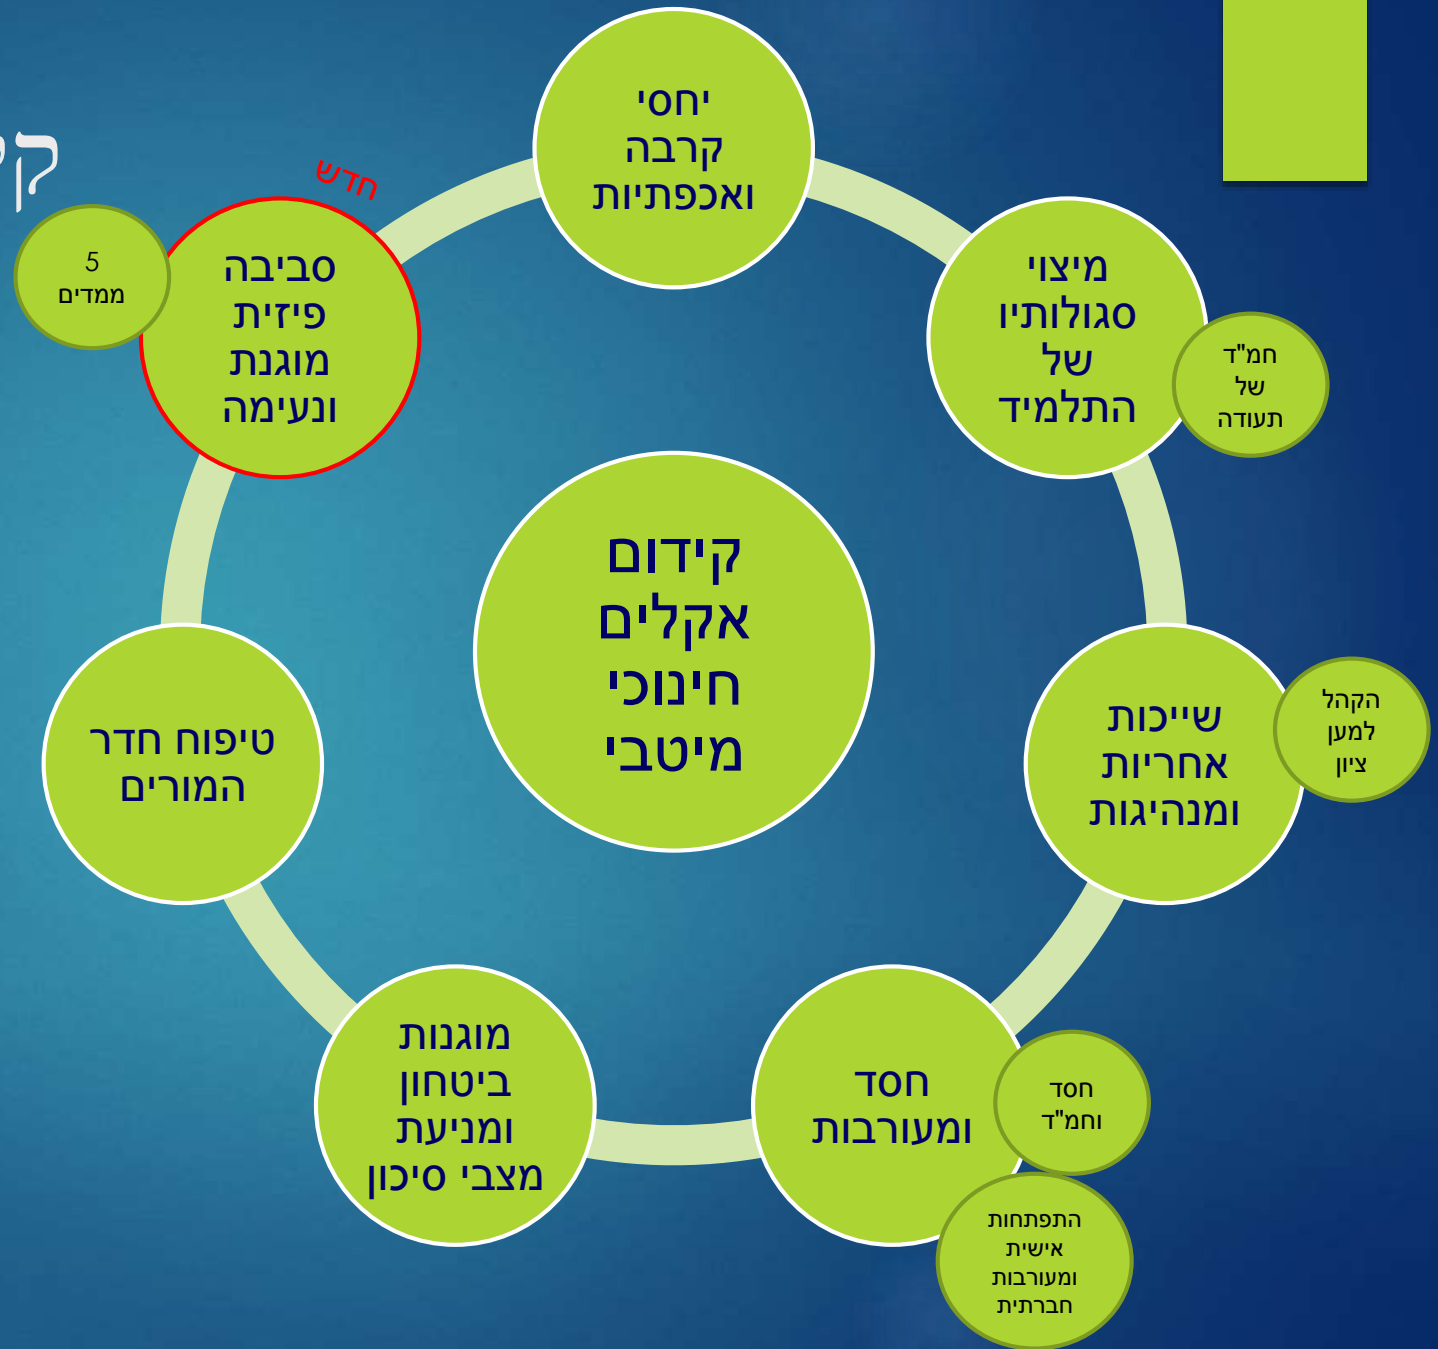 יחסי
קרבה
ואכפתיות
מיצוי
סגולותיו
של
התלמיד
חמ"ד
של
תעודה
שייכות
אחריות
ומנהיגות
הקהל
למען
ציון
חסד
ומעורבות
חסד
וחמ"ד
התפתחות
אישית
ומעורבות
חברתית
מוגנות
ביטחון
ומניעת
מצבי סיכון
טיפוח חדר
המורים
חדש
סביבה
פיזית
מוגנת
ונעימה
5
ממדים
קידום
אקלים
חינוכי
מיטבי